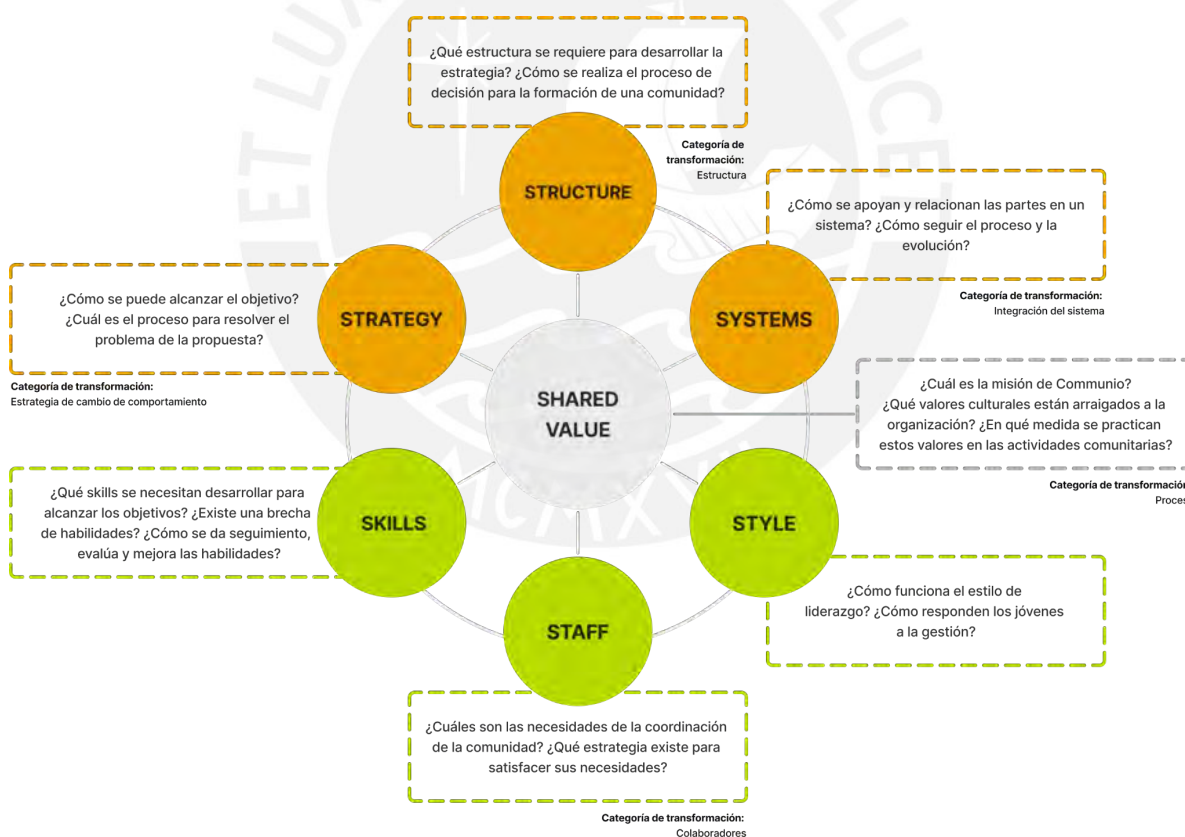 ¿Qué estructura se requiere para desarrollar la
estrategia? ¿Cómo se realiza el proceso de
decisión para la formación de una comunidad?
STRUCTURE
Categoría de
transformación:
Estructura
¿Cómo se apoyan y relacionan las partes en un
sistema? ¿Cómo seguir el proceso y la
evolución?
SYSTEMS
Categoría de transformación:
Integración del sistema
¿Cómo se puede alcanzar el objetivo?
¿Cuál es el proceso para resolver el
problema de la propuesta?
STRATEGY
Categoría de transformación:
Estrategia de cambio de comportamiento
SHARED
VALUE
¿Cuál es la misión de Communio?
¿Qué valores culturales están arraigados a la
organización? ¿En qué medida se practican
estos valores en las actividades comunitarias?
Categoría de transformación
Proces
¿Qué skills se necesitan desarrollar para
alcanzar los objetivos? ¿Existe una brecha
de habilidades? ¿Cómo se da seguimiento,
evalúa y mejora las habilidades?
SKILLS
STYLE
¿Cómo funciona el estilo de
liderazgo? ¿Cómo responden los jóvenes
a la gestión?
STAFF
¿Cuáles son las necesidades de la coordinación
de la comunidad? ¿Qué estrategia existe para
satisfacer sus necesidades?
Categoría de transformación:
Colaboradores
ET LUX
LUCE